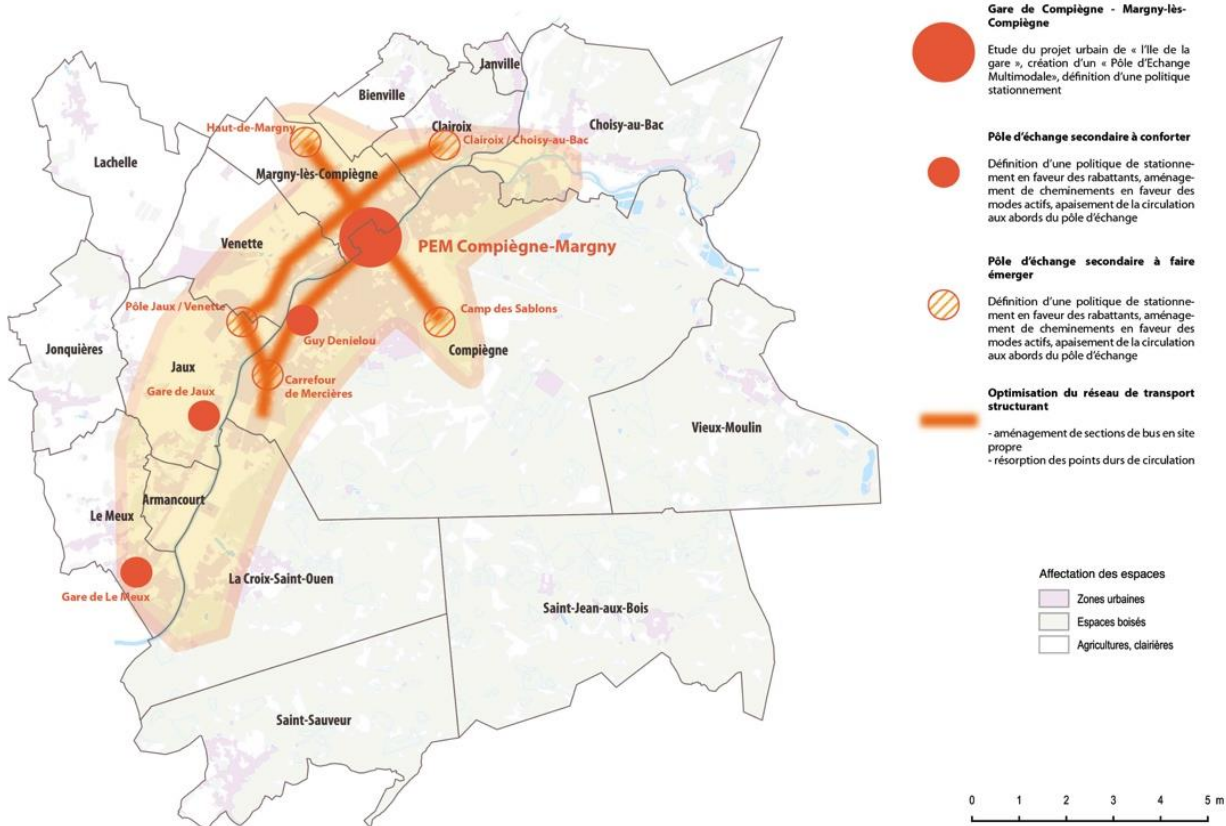 Janville
Bienville
Clairoix
Choisy-au-Bac
Haut-de-Margny
Clairoix / Choisy-au-Bac
Lachelle
Margny-lès-Compiègne
Venette
PEM Compiègne-Margny
Pôle Jaux / Venette
Camp des Sablons
Guy Denielou
Jonquières
Compiègne
Jaux
Carrefour
de Mercières
Gare de Jaux
Vieux-Moulin
Armancourt
Le Meux
La Croix-Saint-Ouen
Gare de Le Meux
Saint-Jean-aux-Bois
Saint-Sauveur
Gare de Compiègne - Margny-lès-
Compiègne
Etude du projet urbain de « l'Ile de la
gare », création d'un « Pôle d'Echange
Multimodale», définition d'une politique
stationnement
Pôle d'échange secondaire à conforter
Définition d'une politique de stationne-
ment en faveur des rabattants, aménage-
ment de cheminements en faveur des
modes actifs, apaisement de la circulation
aux abords du pôle d'échange
Pôle d'échange secondaire à faire
émerger
Définition d'une politique de stationne-
ment en faveur des rabattants, aménage-
ment de cheminements en faveur des
modes actifs, apaisement de la circulation
aux abords du pôle d'échange
Optimisation du réseau de transport
structurant
- aménagement de sections de bus en site
propre
- résorption des points durs de circulation
Affectation des espaces
Zones urbaines
Espaces boisés
Agricultures, clairières
0 1 2 3 4 5 m